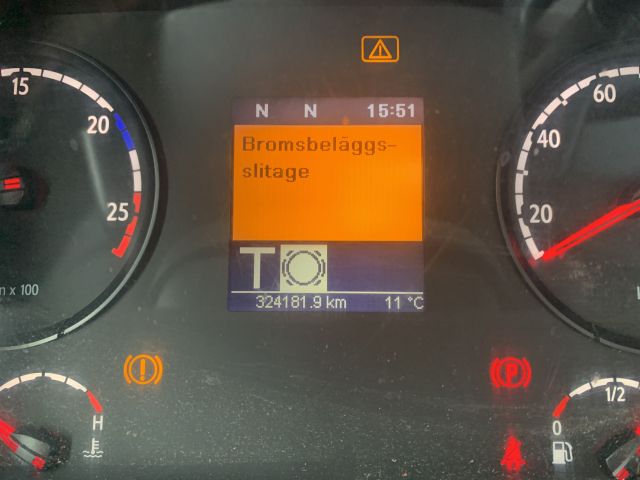 N N 15:51
Bromsbeläggs-
slitage
T
324181.9 km 11 °C
15
20
25
x 100
60
40
20
H
P
1/2
0